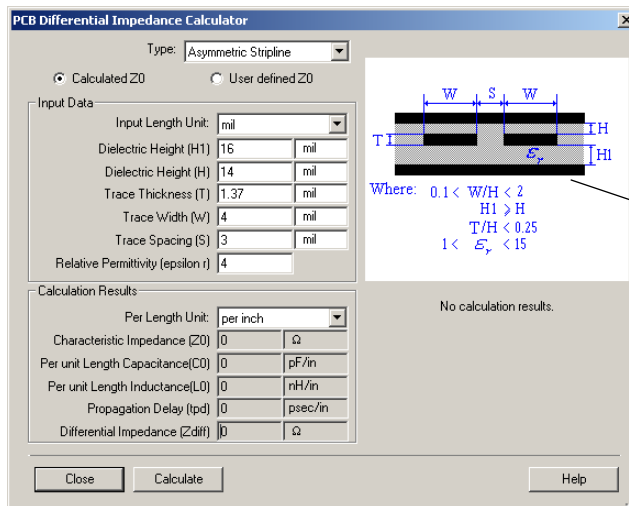 PCB Differential Impedance Calculator
Type: Asymmetric Stripline
Calculated Z0 User defined Z0
Input Data
Input Length Unit: mil
Dielectric Height (H1) 16 mil
Dielectric Height (H) 14 mil
Trace Thickness (T) 1.37 mil
Trace Width (W) 4 mil
Trace Spacing (S) 3 mil
Relative Permittivity (epsilon r) 4
Calculation Results
Per Length Unit: per inch
Characteristic Impedance (Z0) 0 Ω
Per unit Length Capacitance(C0) 0 pF/in
Per unit Length Inductance(L0) 0 nH/in
Propagation Delay (tpd) 0 psec/in
Differential Impedance (Zdiff) 0 Ω
W S W
T H
εr H1
Where: 0.1 < W/H < 2
H1 ⩾ H
T/H < 0.25
1 < εr < 15
No calculation results.
Close Calculate Help